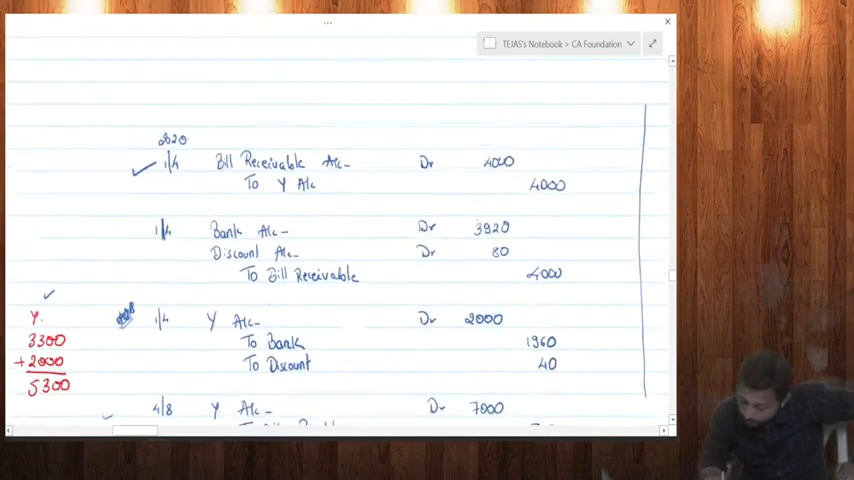 TEJAS's Notebook > CA Foundation
2020
1/4 Bill Receivable A/c- Dr 4000
To Y A/c 4000
1/4 Bank A/c- Dr 3920
Discount A/c- Dr 80
To Bill Receivable 4000
1/4 Y A/c- Dr 2000
To Bank 1960
To Discount 40
Y.
3300
+2000
5300
4/8 Y A/c- Dr 7000